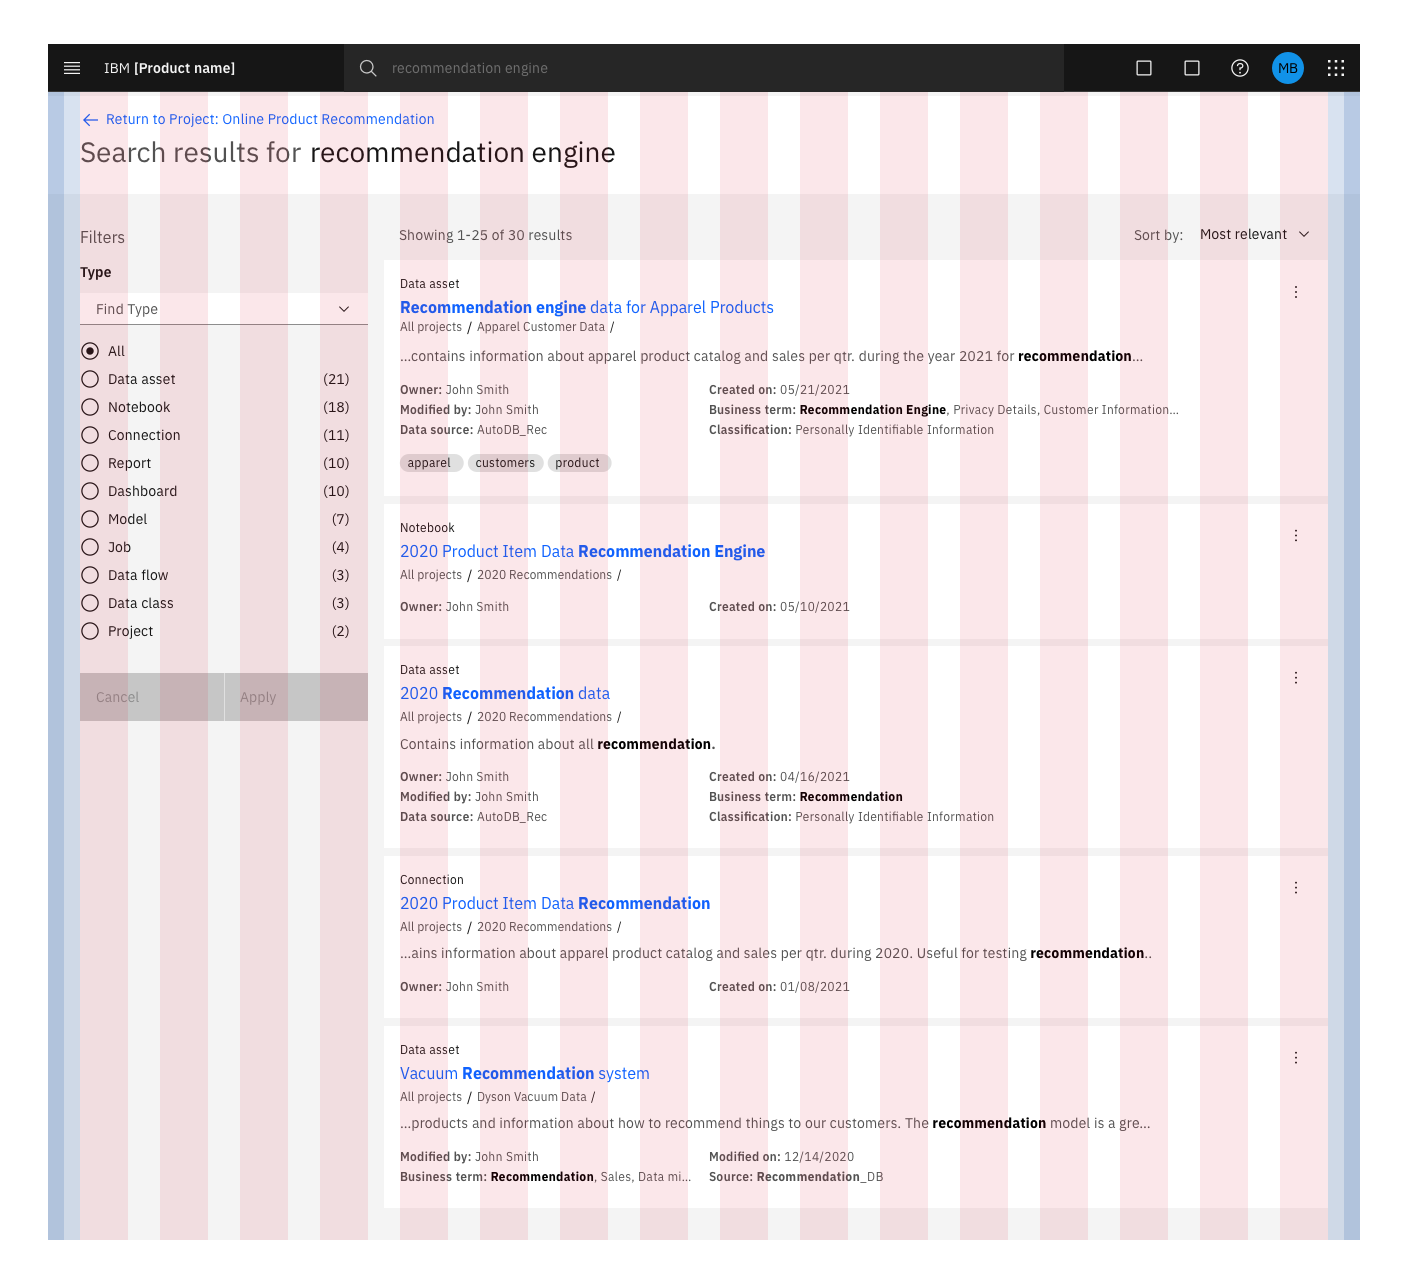 IBM [Product name]
recommendation engine
MB
Return to Project: Online Product Recommendation
Search results for recommendation engine
Filters
Type
Find Type
All
Data asset (21)
Notebook (18)
Connection (11)
Report (10)
Dashboard (10)
Model (7)
Job (4)
Data flow (3)
Data class (3)
Project (2)
Cancel Apply
Showing 1-25 of 30 results
Sort by: Most relevant
Data asset
Recommendation engine data for Apparel Products
All projects / Apparel Customer Data /
...contains information about apparel product catalog and sales per qtr. during the year 2021 for recommendation...
Owner: John Smith Created on: 05/21/2021
Modified by: John Smith Business term: Recommendation Engine, Privacy Details, Customer Information...
Data source: AutoDB_Rec Classification: Personally Identifiable Information
apparel customers product
Notebook
2020 Product Item Data Recommendation Engine
All projects / 2020 Recommendations /
Owner: John Smith Created on: 05/10/2021
Data asset
2020 Recommendation data
All projects / 2020 Recommendations /
Contains information about all recommendation.
Owner: John Smith Created on: 04/16/2021
Modified by: John Smith Business term: Recommendation
Data source: AutoDB_Rec Classification: Personally Identifiable Information
Connection
2020 Product Item Data Recommendation
All projects / 2020 Recommendations /
...ains information about apparel product catalog and sales per qtr. during 2020. Useful for testing recommendation..
Owner: John Smith Created on: 01/08/2021
Data asset
Vacuum Recommendation system
All projects / Dyson Vacuum Data /
...products and information about how to recommend things to our customers. The recommendation model is a gre...
Modified by: John Smith Modified on: 12/14/2020
Business term: Recommendation, Sales, Data mi... Source: Recommendation_DB